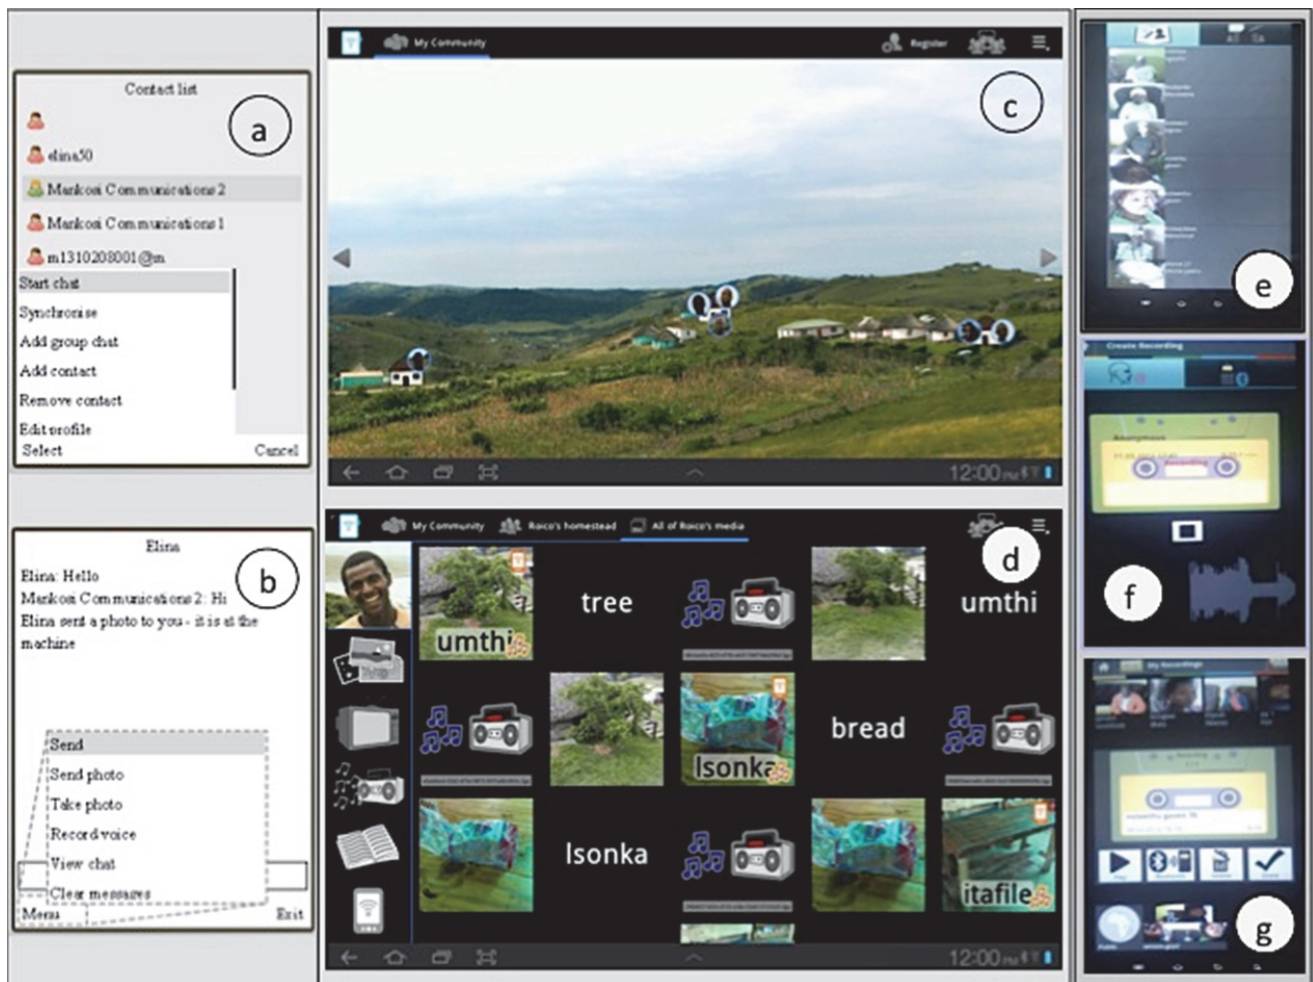 Contact list
a
elina50
Mankosi Communications 2
Mankosi Communications 1
m1310208001@m
Start chat
Synchronise
Add group chat
Add contact
Remove contact
Edit profile
Select
Cancel
Elina
b
Elina: Hello
Mankosi Communications 2: Hi
Elina sent a photo to you - it is at the
machine
Send
Send photo
Take photo
Record voice
View chat
Clear messages
Menu
Exit
My Community
Register
c
12:00 PM
My Community
Roico's homestead
All of Roico's media
d
umthi
tree
umthi
Isonka
bread
Isonka
itafile
12:00 PM
e
Create Recording
Anonymous
Recording
f
My Recordings
g